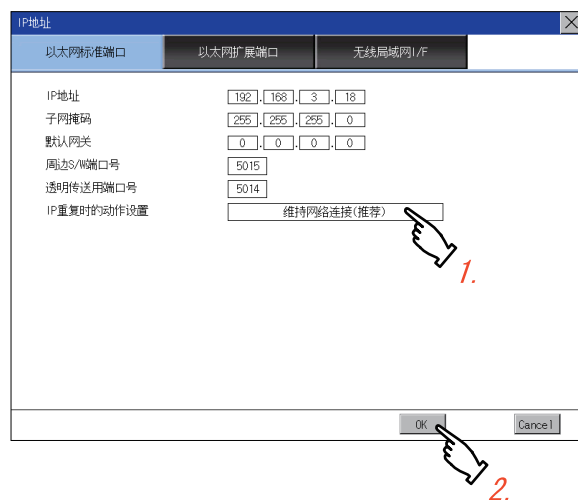 IP地址
以太网标准端口 以太网扩展端口 无线局域网I/F
IP地址 192 . 168 . 3 . 18
子网掩码 255 . 255 . 255 . 0
默认网关 0 . 0 . 0 . 0
周边S/W端口号 5015
透明传送用端口号 5014
IP重复时的动作设置 维持网络连接(推荐)
1.
OK Cancel
2.